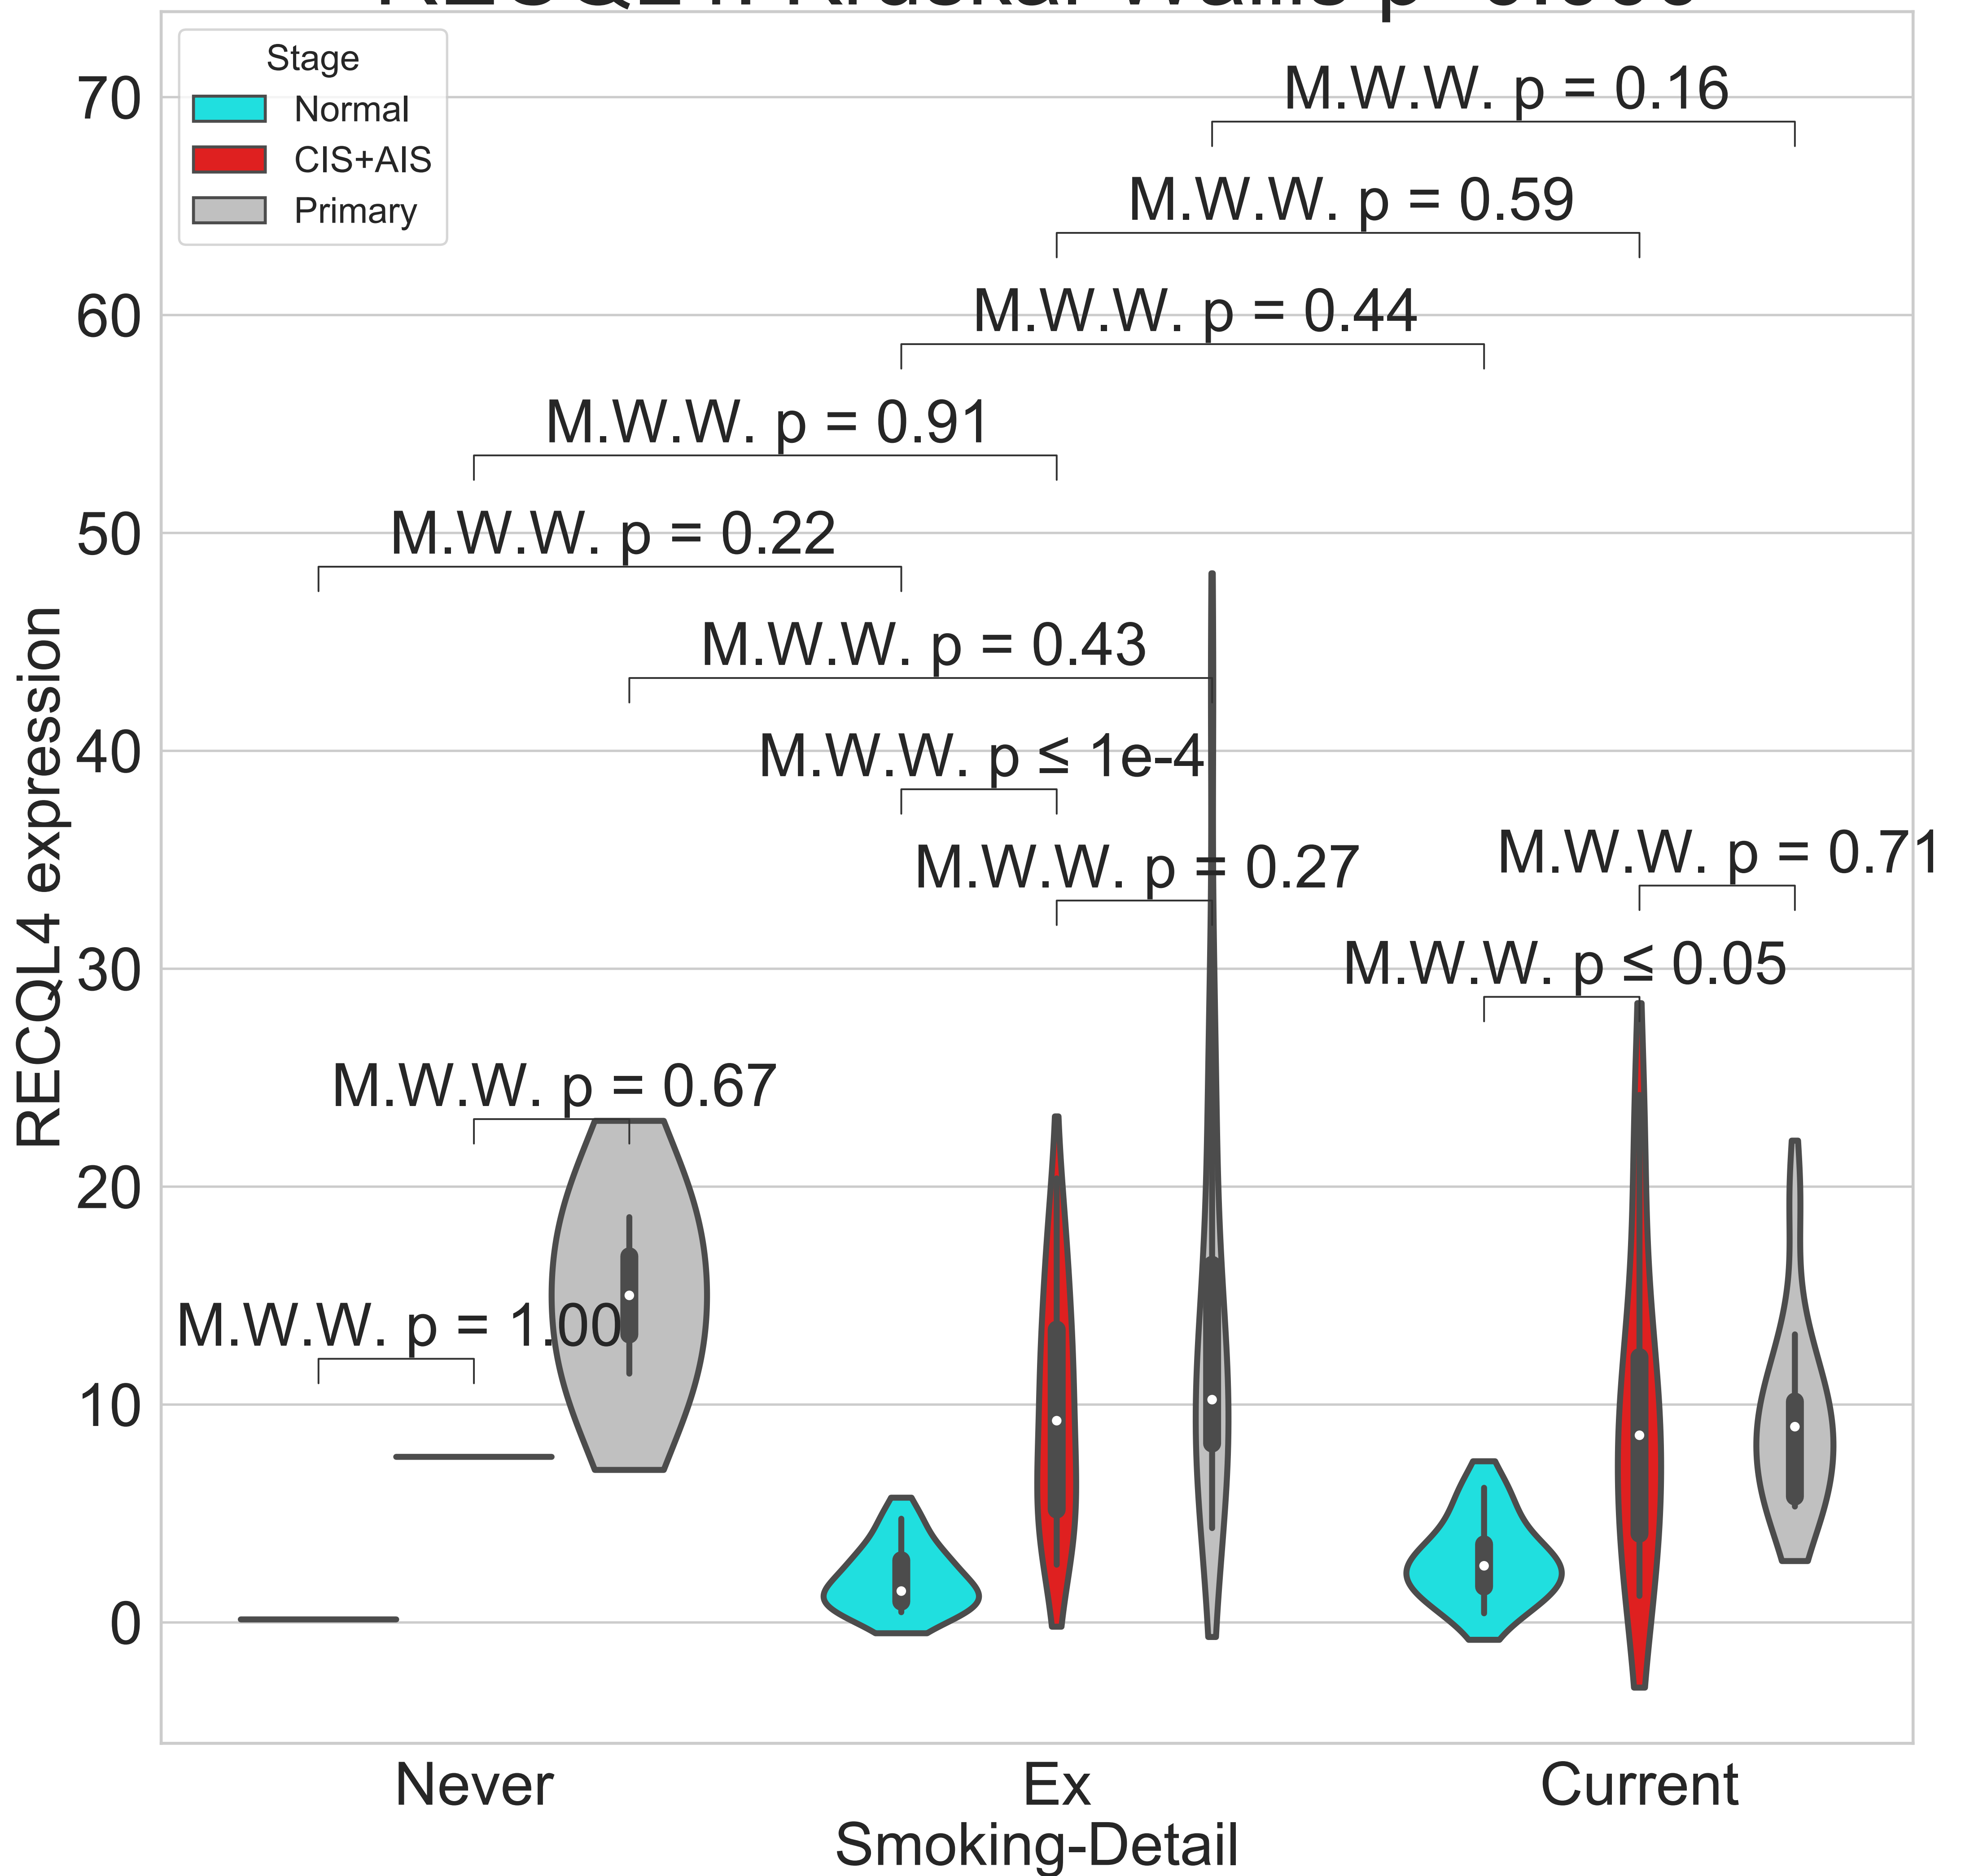 Stage
Normal
CIS+AIS
Primary
M.W.W. p = 0.16
M.W.W. p = 0.59
M.W.W. p = 0.44
M.W.W. p = 0.91
M.W.W. p = 0.22
M.W.W. p = 0.43
M.W.W. p ≤ 1e-4
M.W.W. p = 0.27
M.W.W. p = 0.71
M.W.W. p ≤ 0.05
M.W.W. p = 0.67
M.W.W. p = 1.00
70
60
50
40
30
20
10
0
RECQL4 expression
Never
Ex
Current
Smoking-Detail